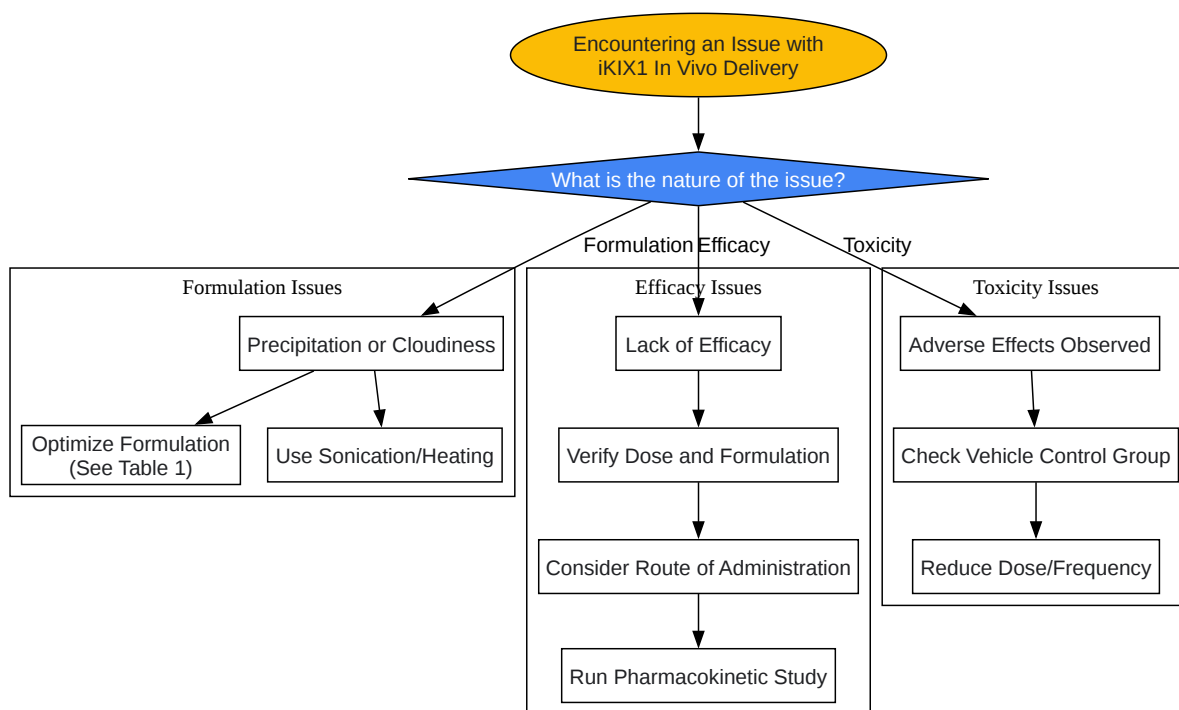 Encountering an Issue with
iKIX1 In Vivo Delivery
What is the nature of the issue?
Formulation
Efficacy
Toxicity
Formulation Issues
Precipitation or Cloudiness
Optimize Formulation
(See Table 1)
Use Sonication/Heating
Efficacy Issues
Lack of Efficacy
Verify Dose and Formulation
Consider Route of Administration
Run Pharmacokinetic Study
Toxicity Issues
Adverse Effects Observed
Check Vehicle Control Group
Reduce Dose/Frequency